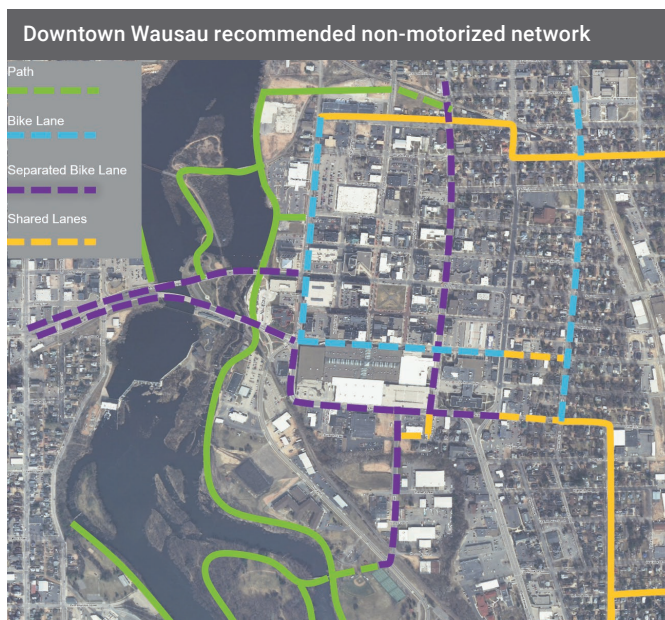 Downtown Wausau recommended non-motorized network
Path
Bike Lane
Separated Bike Lane
Shared Lanes